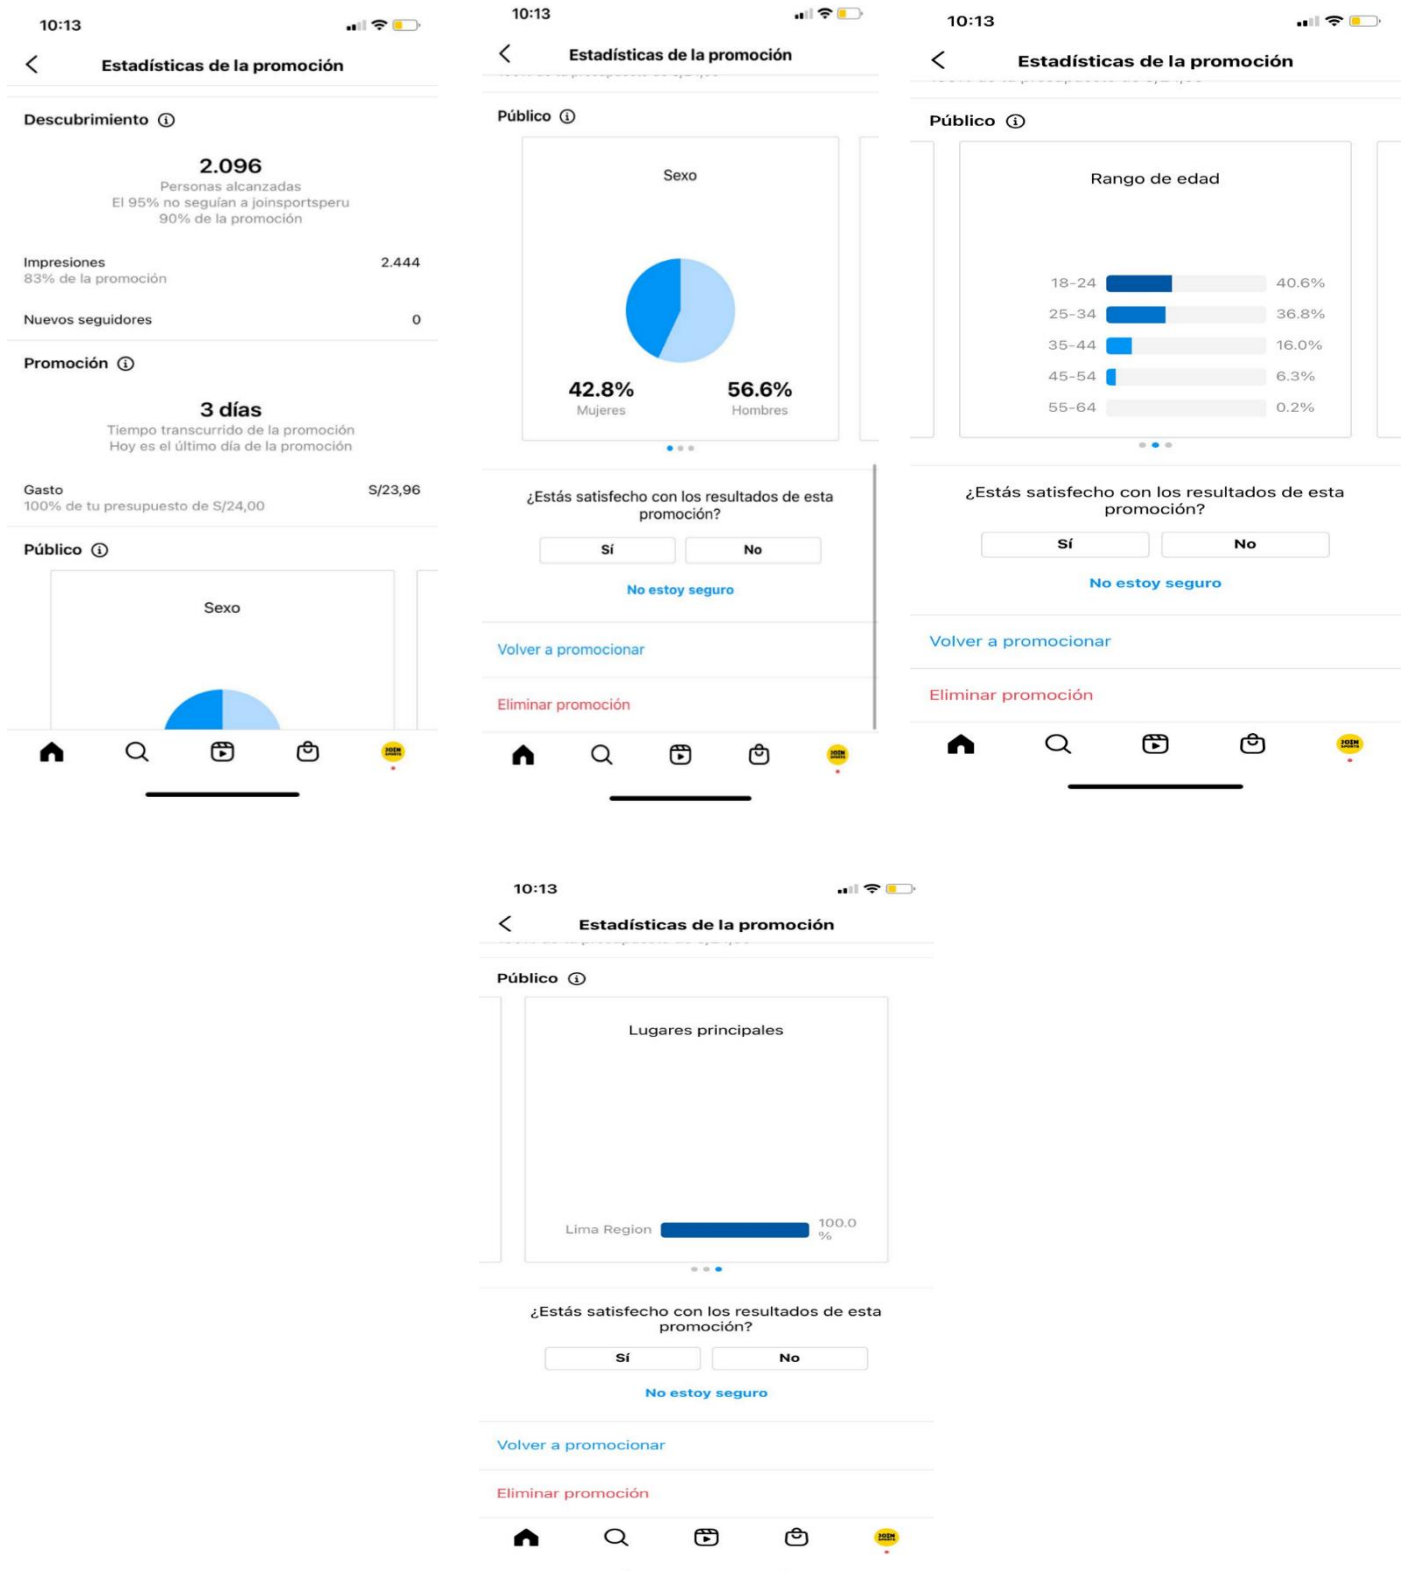 10:13
Estadísticas de la promoción
Descubrimiento
2.096
Personas alcanzadas
El 95% no seguían a joinsportsperu
90% de la promoción
Impresiones 2.444
83% de la promoción
Nuevos seguidores 0
Promoción
3 días
Tiempo transcurrido de la promoción
Hoy es el último día de la promoción
Gasto S/23,96
100% de tu presupuesto de S/24,00
Público
Sexo
JOIN
SPORTS
10:13
Estadísticas de la promoción
Público
Sexo
42.8% 56.6%
Mujeres Hombres
¿Estás satisfecho con los resultados de esta
promoción?
Sí No
No estoy seguro
Volver a promocionar
Eliminar promoción
JOIN
SPORTS
10:13
Estadísticas de la promoción
Público
Rango de edad
18-24 40.6%
25-34 36.8%
35-44 16.0%
45-54 6.3%
55-64 0.2%
¿Estás satisfecho con los resultados de esta
promoción?
Sí No
No estoy seguro
Volver a promocionar
Eliminar promoción
JOIN
SPORTS
10:13
Estadísticas de la promoción
Público
Lugares principales
Lima Region 100.0
%
¿Estás satisfecho con los resultados de esta
promoción?
Sí No
No estoy seguro
Volver a promocionar
Eliminar promoción
JOIN
SPORTS